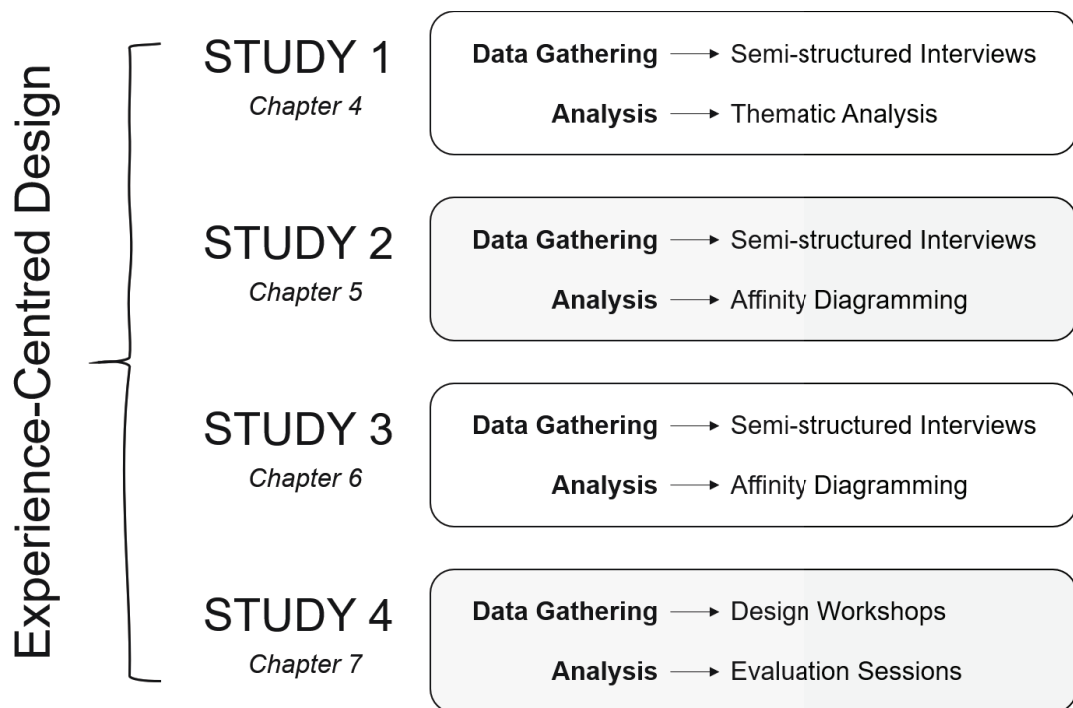 Experience-Centred Design
STUDY 1
Chapter 4
Data Gathering → Semi-structured Interviews
Analysis → Thematic Analysis
STUDY 2
Chapter 5
Data Gathering → Semi-structured Interviews
Analysis → Affinity Diagramming
STUDY 3
Chapter 6
Data Gathering → Semi-structured Interviews
Analysis → Affinity Diagramming
STUDY 4
Chapter 7
Data Gathering → Design Workshops
Analysis → Evaluation Sessions